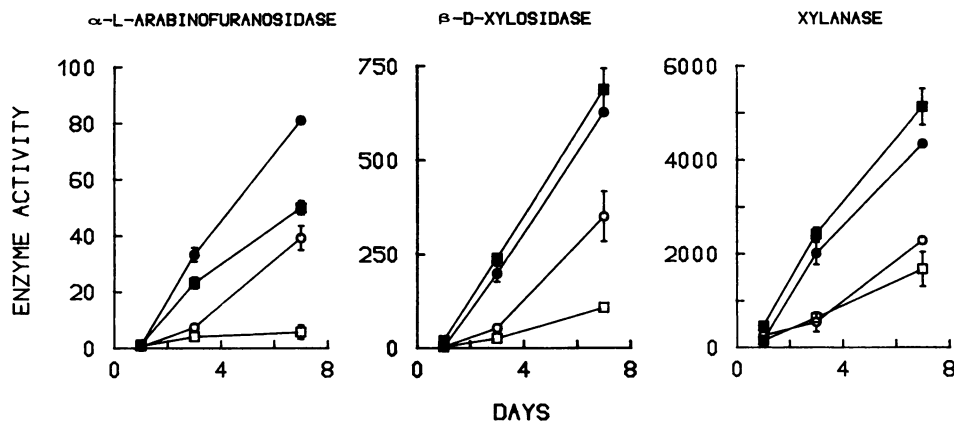 α-L-ARABINOFURANOSIDASE
β-D-XYLOSIDASE
XYLANASE
ENZYME ACTIVITY
100
80
60
40
20
0
0 4 8
750
500
250
0
0 4 8
6000
4000
2000
0
0 4 8
DAYS